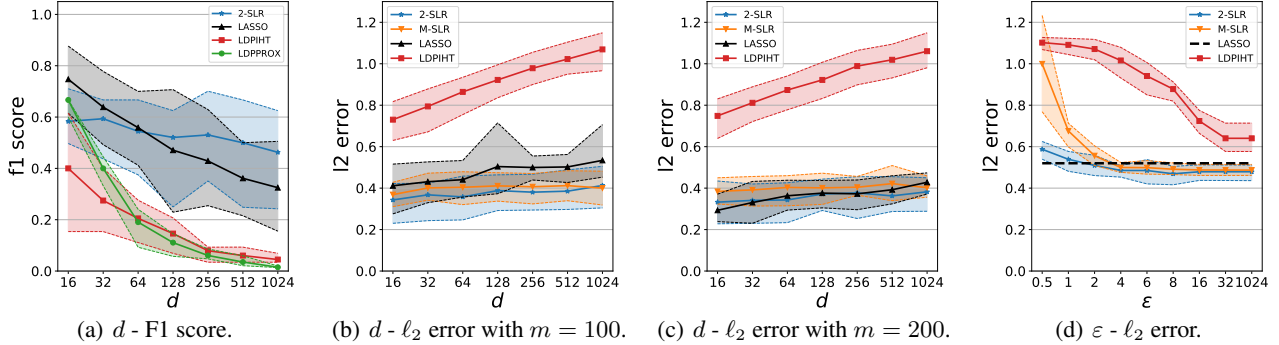 f1 score
1.0
0.8
0.6
0.4
0.2
0.0
2-SLR
LASSO
LDPIHT
LDPPROX
16 32 64 128 256 512 1024
d
(a) d - F1 score.
l2 error
1.2
1.0
0.8
0.6
0.4
0.2
0.0
2-SLR
M-SLR
LASSO
LDPIHT
16 32 64 128 256 512 1024
d
(b) d - ℓ2 error with m = 100.
l2 error
1.2
1.0
0.8
0.6
0.4
0.2
0.0
2-SLR
M-SLR
LASSO
LDPIHT
16 32 64 128 256 512 1024
d
(c) d - ℓ2 error with m = 200.
l2 error
1.2
1.0
0.8
0.6
0.4
0.2
0.0
2-SLR
M-SLR
LASSO
LDPIHT
0.5 1 2 4 6 8 16 32 1024
ε
(d) ε - ℓ2 error.